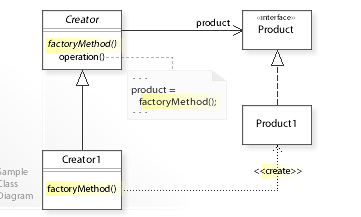 Creator
factoryMethod()
operation()
product
«interface»
Product
. . .
product =
factoryMethod();
Product1
Creator1
factoryMethod()
<<create>>
Sample
Class
Diagram